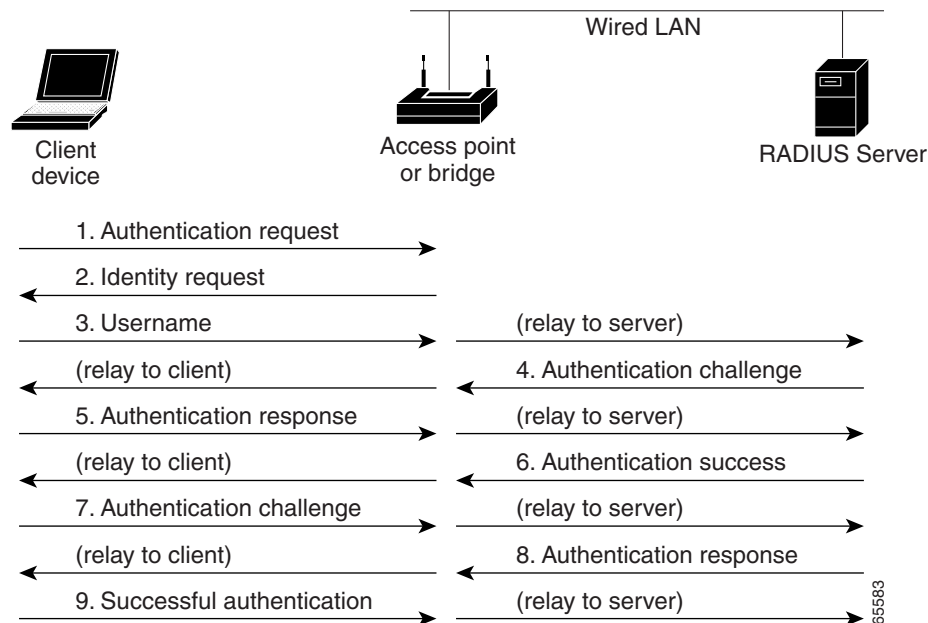 Wired LAN
Client
device
Access point
or bridge
RADIUS Server
1. Authentication request
2. Identity request
3. Username
(relay to server)
(relay to client)
4. Authentication challenge
5. Authentication response
(relay to server)
(relay to client)
6. Authentication success
7. Authentication challenge
(relay to server)
(relay to client)
8. Authentication response
9. Successful authentication
(relay to server)
65583